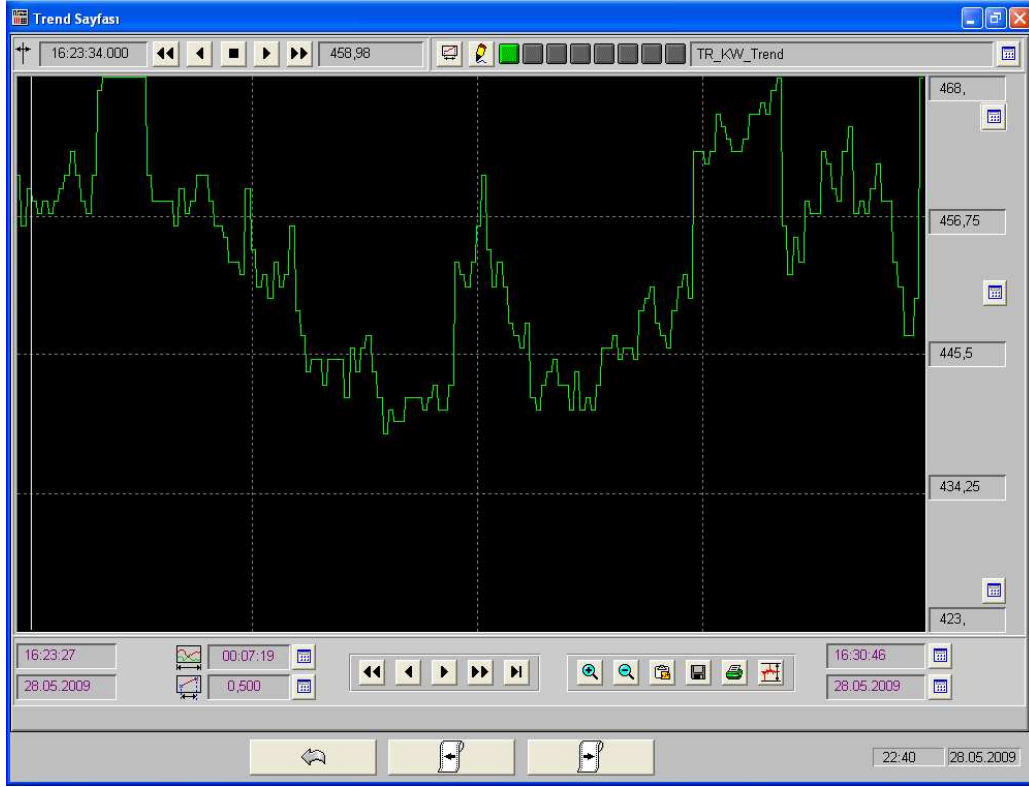 Trend Sayfası
16:23:34.000 458,98 TR_KW_Trend
468,
456,75
445,5
434,25
423,
16:23:27 00:07:19 16:30:46
28.05.2009 0,500 28.05.2009
22:40 28.05.2009